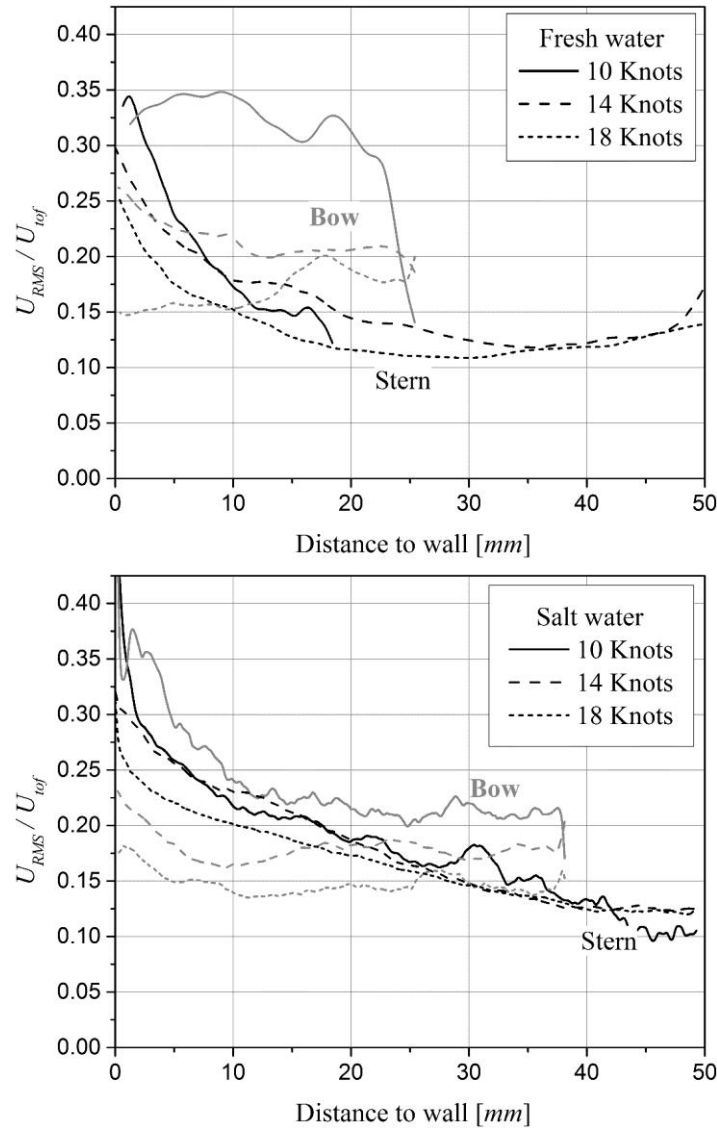 0.40
0.35
0.30
0.25
0.20
0.15
0.10
0.05
0.00
U_RMS / U_tof
Fresh water
10 Knots
14 Knots
18 Knots
Bow
Stern
0 10 20 30 40 50
Distance to wall [mm]
0.40
0.35
0.30
0.25
0.20
0.15
0.10
0.05
0.00
U_RMS / U_tof
Salt water
10 Knots
14 Knots
18 Knots
Bow
Stern
0 10 20 30 40 50
Distance to wall [mm]